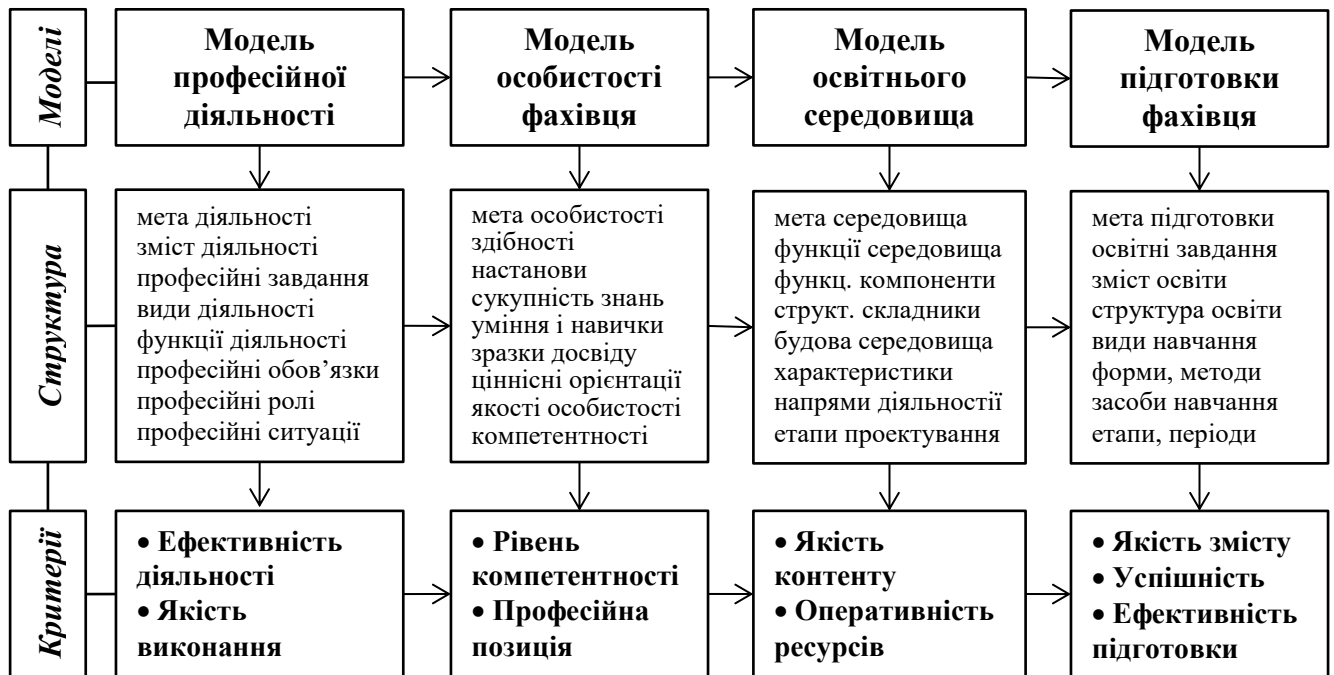 Моделі
Модель
професійної
діяльності
Модель
особистості
фахівця
Модель
освітнього
середовища
Модель
підготовки
фахівця
Структура
мета діяльності
зміст діяльності
професійні завдання
види діяльності
функції діяльності
професійні обов’язки
професійні ролі
професійні ситуації
мета особистості
здібності
настанови
сукупність знань
уміння і навички
зразки досвіду
ціннісні орієнтації
якості особистості
компетентності
мета середовища
функції середовища
функц. компоненти
структ. складники
будова середовища
характеристики
напрями діяльностії
етапи проектування
мета підготовки
освітні завдання
зміст освіти
структура освіти
види навчання
форми, методи
засоби навчання
етапи, періоди
Критерії
• Ефективність
діяльності
• Якість
виконання
• Рівень
компетентності
• Професійна
позиція
• Якість
контенту
• Оперативність
ресурсів
• Якість змісту
• Успішність
• Ефективність
підготовки